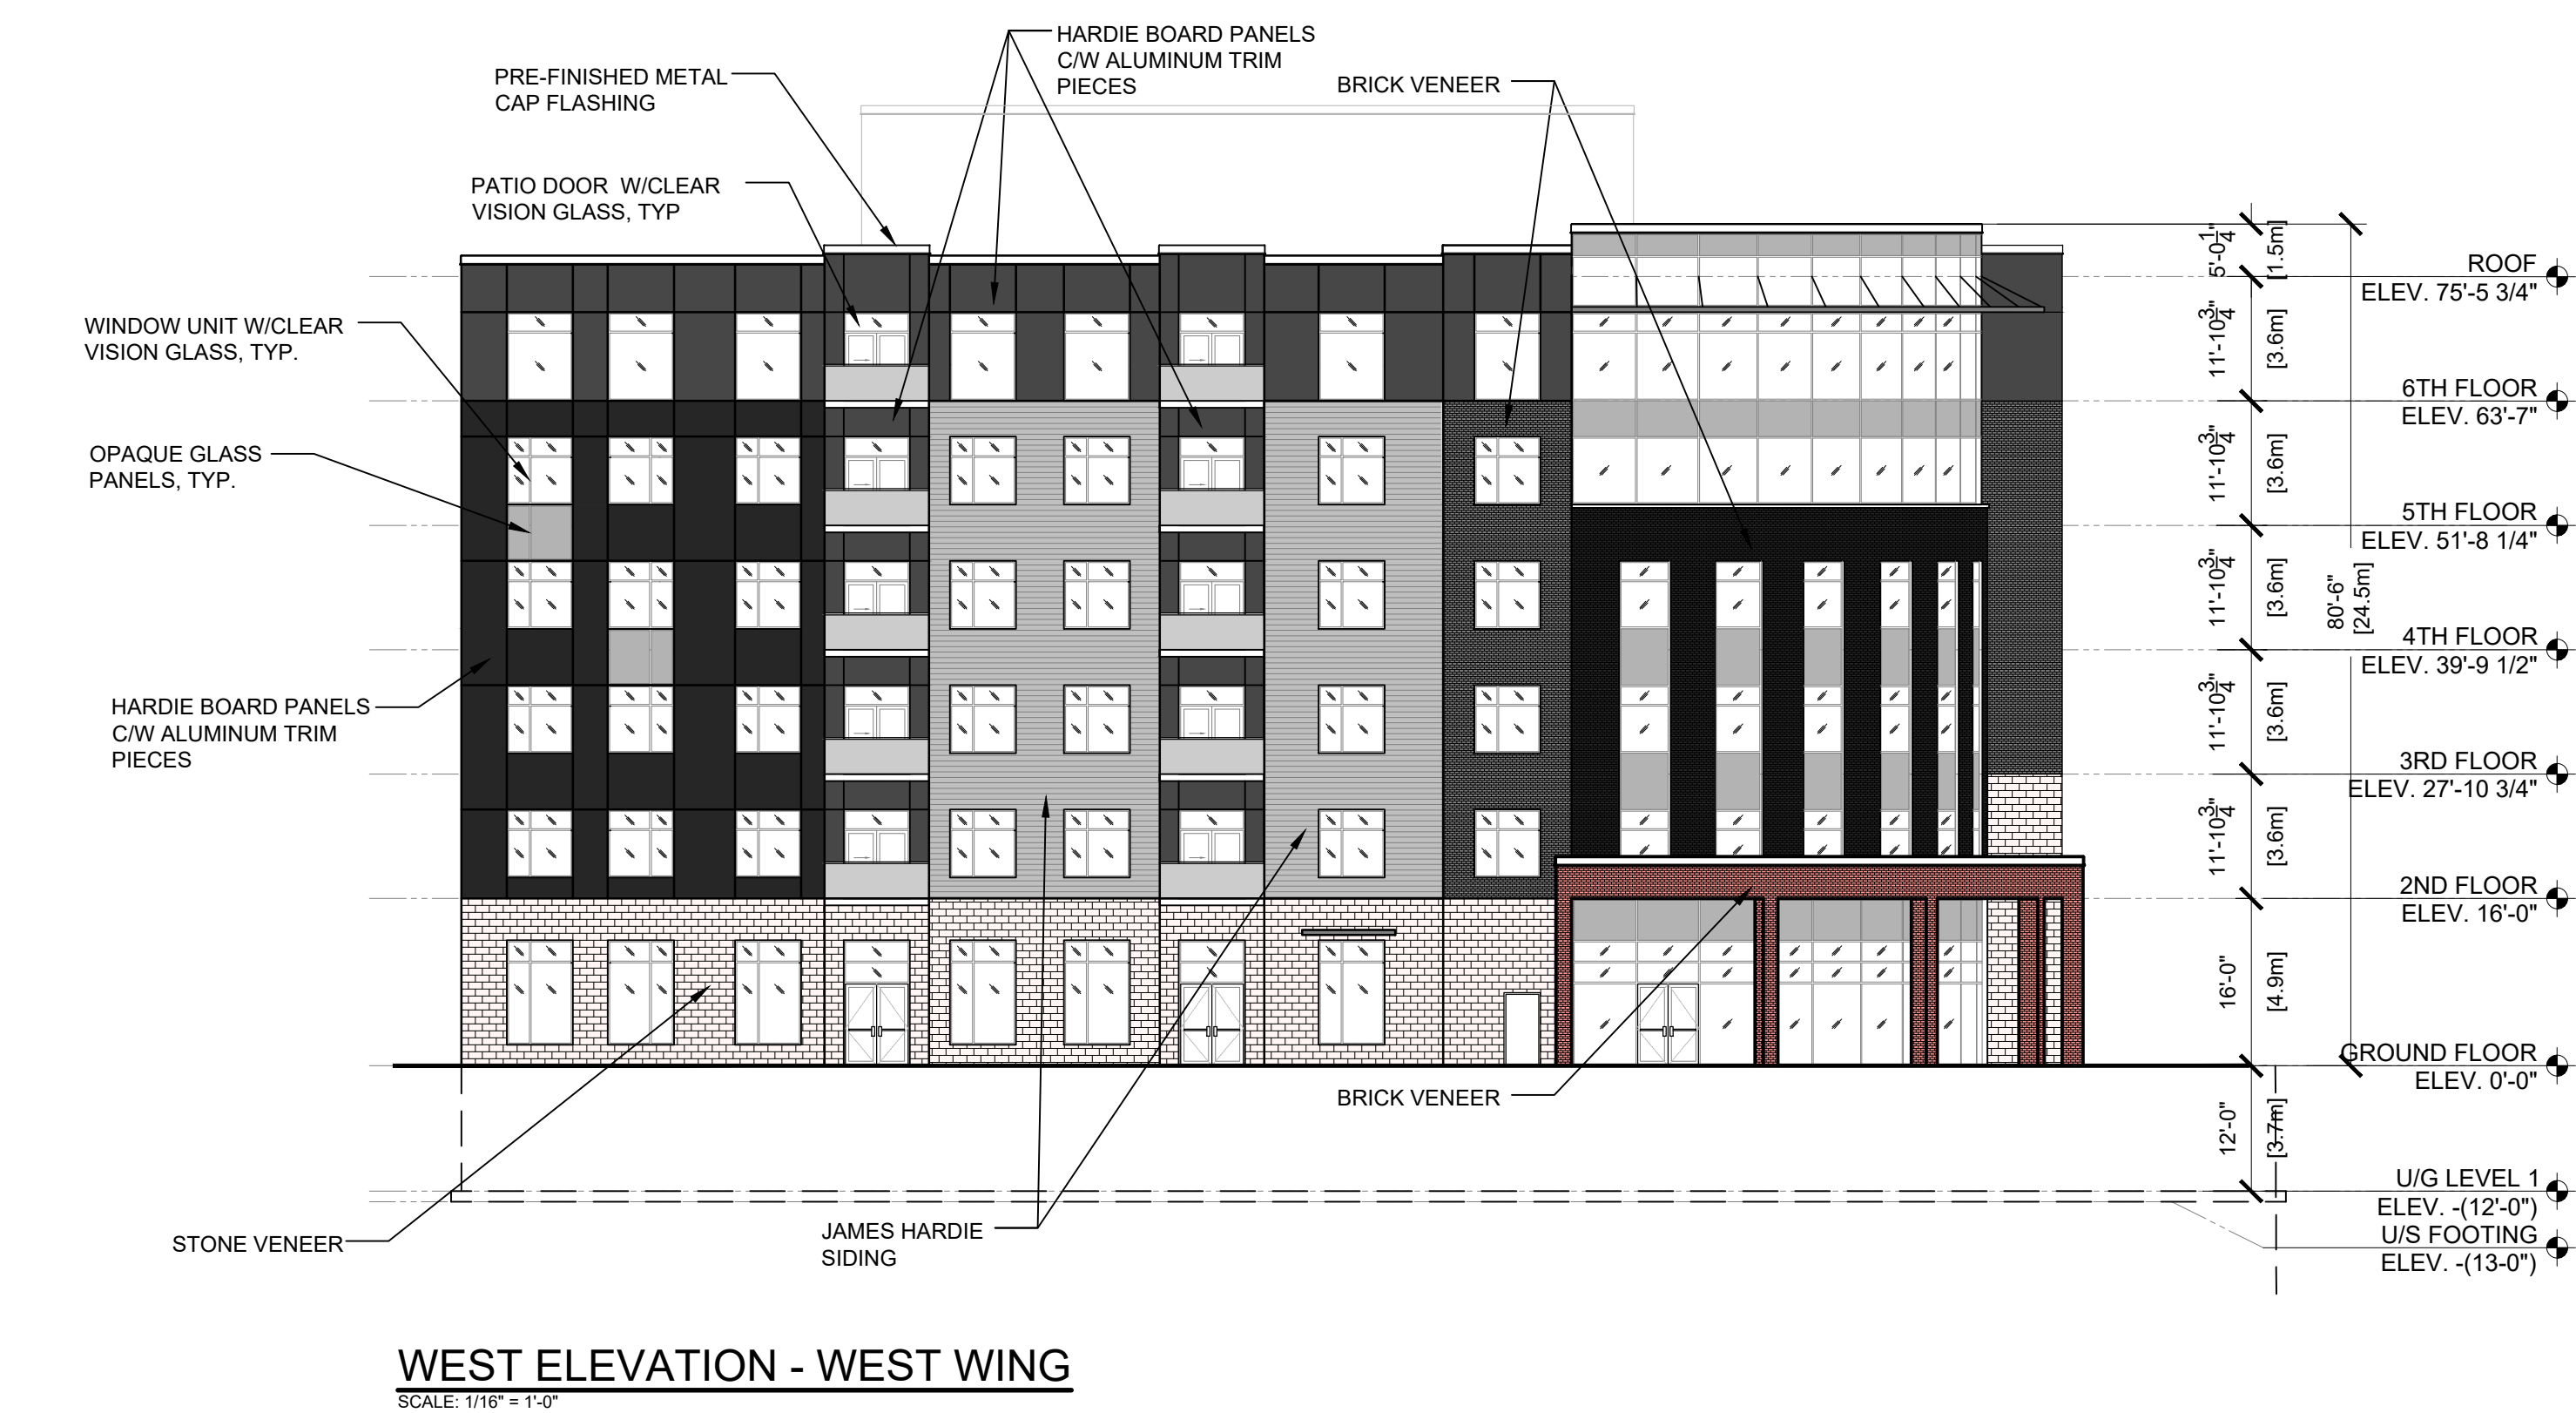 HARDIE BOARD PANELS
C/W ALUMINUM TRIM
PIECES
PRE-FINISHED METAL
CAP FLASHING
BRICK VENEER
PATIO DOOR W/CLEAR
VISION GLASS, TYP
WINDOW UNIT W/CLEAR
VISION GLASS, TYP.
OPAQUE GLASS
PANELS, TYP.
HARDIE BOARD PANELS
C/W ALUMINUM TRIM
PIECES
STONE VENEER
JAMES HARDIE
SIDING
BRICK VENEER
5'-0 1/4"
[1.5m]
11'-10 3/4"
[3.6m]
11'-10 3/4"
[3.6m]
11'-10 3/4"
[3.6m]
11'-10 3/4"
[3.6m]
11'-10 3/4"
[3.6m]
16'-0"
[4.9m]
12'-0"
[3.7m]
80'-6"
[24.5m]
ROOF
ELEV. 75'-5 3/4"
6TH FLOOR
ELEV. 63'-7"
5TH FLOOR
ELEV. 51'-8 1/4"
4TH FLOOR
ELEV. 39'-9 1/2"
3RD FLOOR
ELEV. 27'-10 3/4"
2ND FLOOR
ELEV. 16'-0"
GROUND FLOOR
ELEV. 0'-0"
U/G LEVEL 1
ELEV. -(12'-0")
U/S FOOTING
ELEV. -(13-0")
WEST ELEVATION - WEST WING
SCALE: 1/16" = 1'-0"